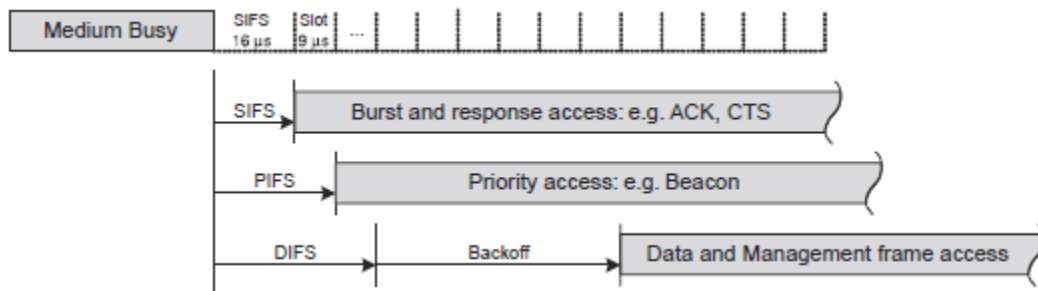 Medium Busy
SIFS
16 µs
Slot
9 µs
...
SIFS
Burst and response access: e.g. ACK, CTS
PIFS
Priority access: e.g. Beacon
DIFS
Backoff
Data and Management frame access